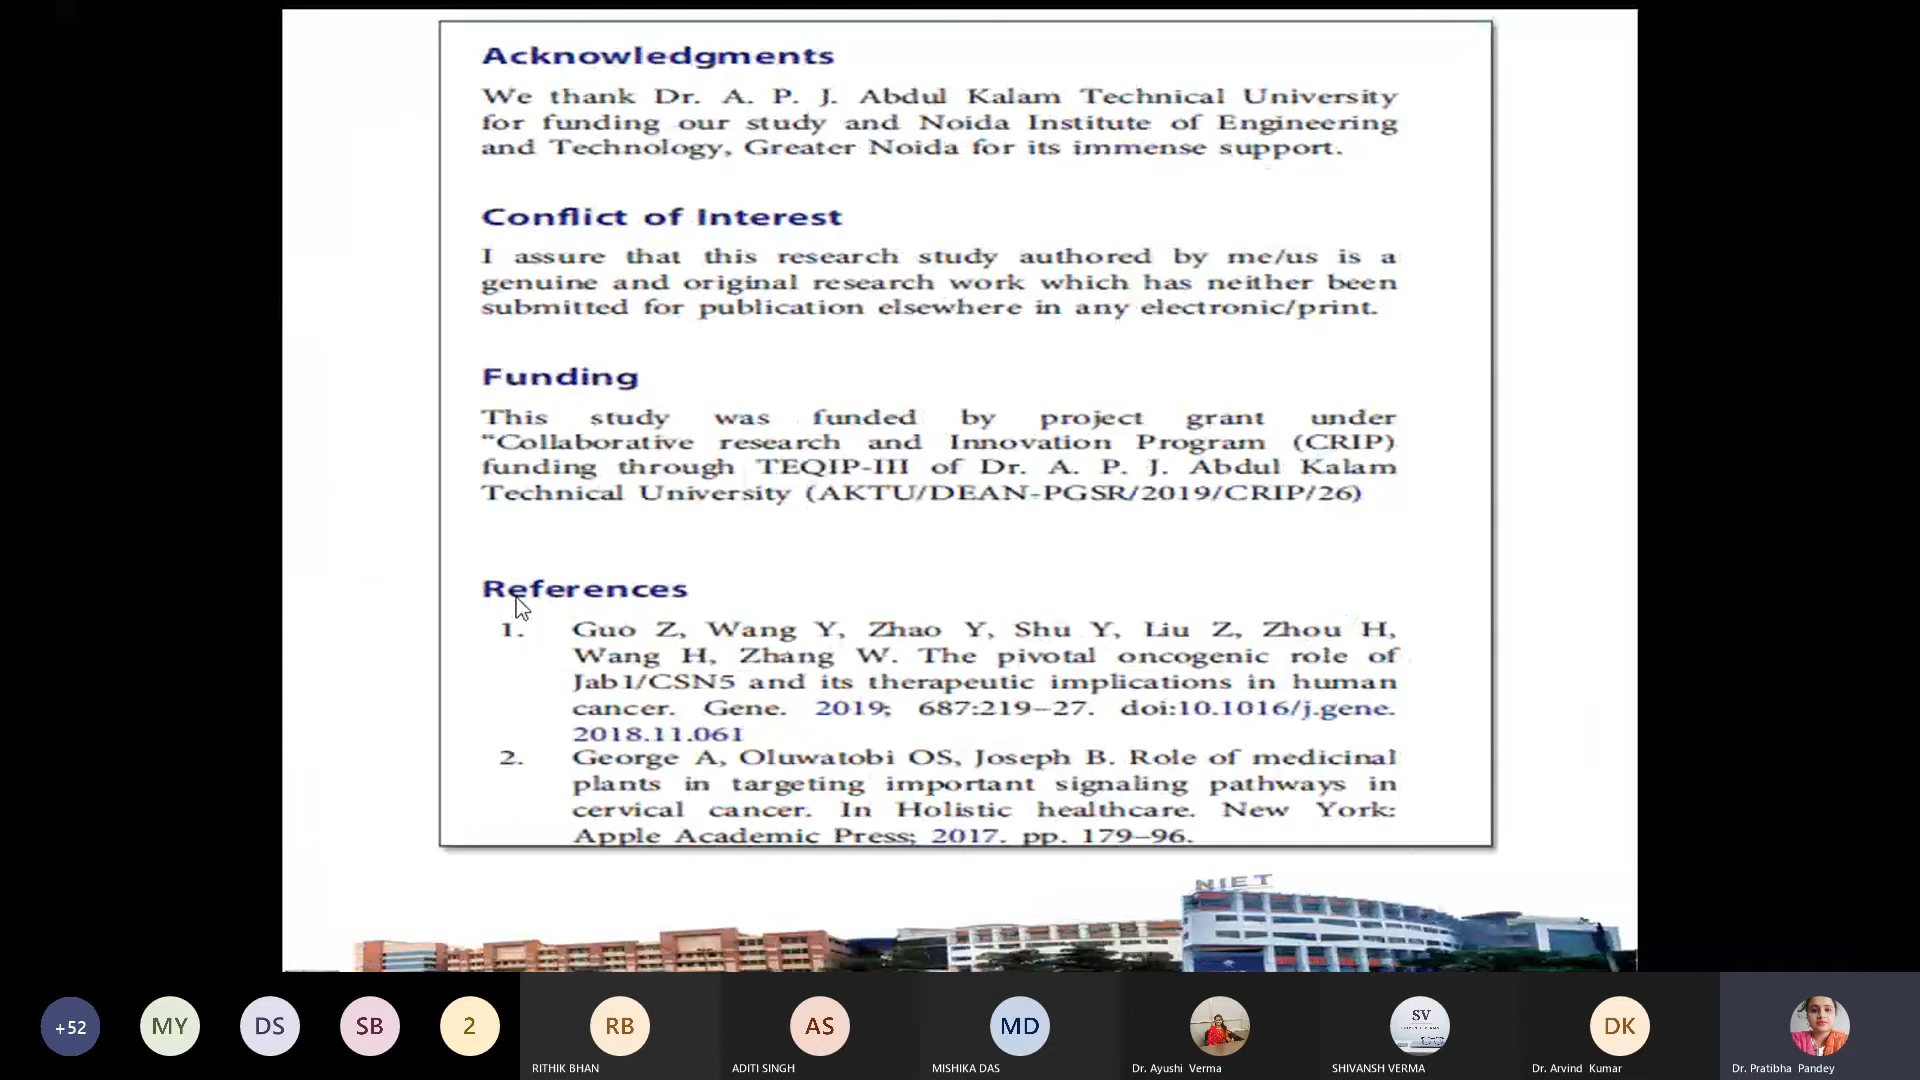 Acknowledgments
We thank Dr. A. P. J. Abdul Kalam Technical University
for funding our study and Noida Institute of Engineering
and Technology, Greater Noida for its immense support.
Conflict of Interest
I assure that this research study authored by me/us is a
genuine and original research work which has neither been
submitted for publication elsewhere in any electronic/print.
Funding
This study was funded by project grant under
“Collaborative research and Innovation Program (CRIP)
funding through TEQIP-III of Dr. A. P. J. Abdul Kalam
Technical University (AKTU/DEAN-PGSR/2019/CRIP/26)
References
1. Guo Z, Wang Y, Zhao Y, Shu Y, Liu Z, Zhou H,
Wang H, Zhang W. The pivotal oncogenic role of
Jab1/CSN5 and its therapeutic implications in human
cancer. Gene. 2019; 687:219–27. doi:10.1016/j.gene.
2018.11.061
2. George A, Oluwatobi OS, Joseph B. Role of medicinal
plants in targeting important signaling pathways in
cervical cancer. In Holistic healthcare. New York:
Apple Academic Press; 2017. pp. 179–96.
NIET
+52 MY DS SB 2 RB AS MD SV DK
RITHIK BHAN ADITI SINGH MISHIKA DAS Dr. Ayushi Verma SHIVANSH VERMA Dr. Arvind Kumar Dr. Pratibha Pandey